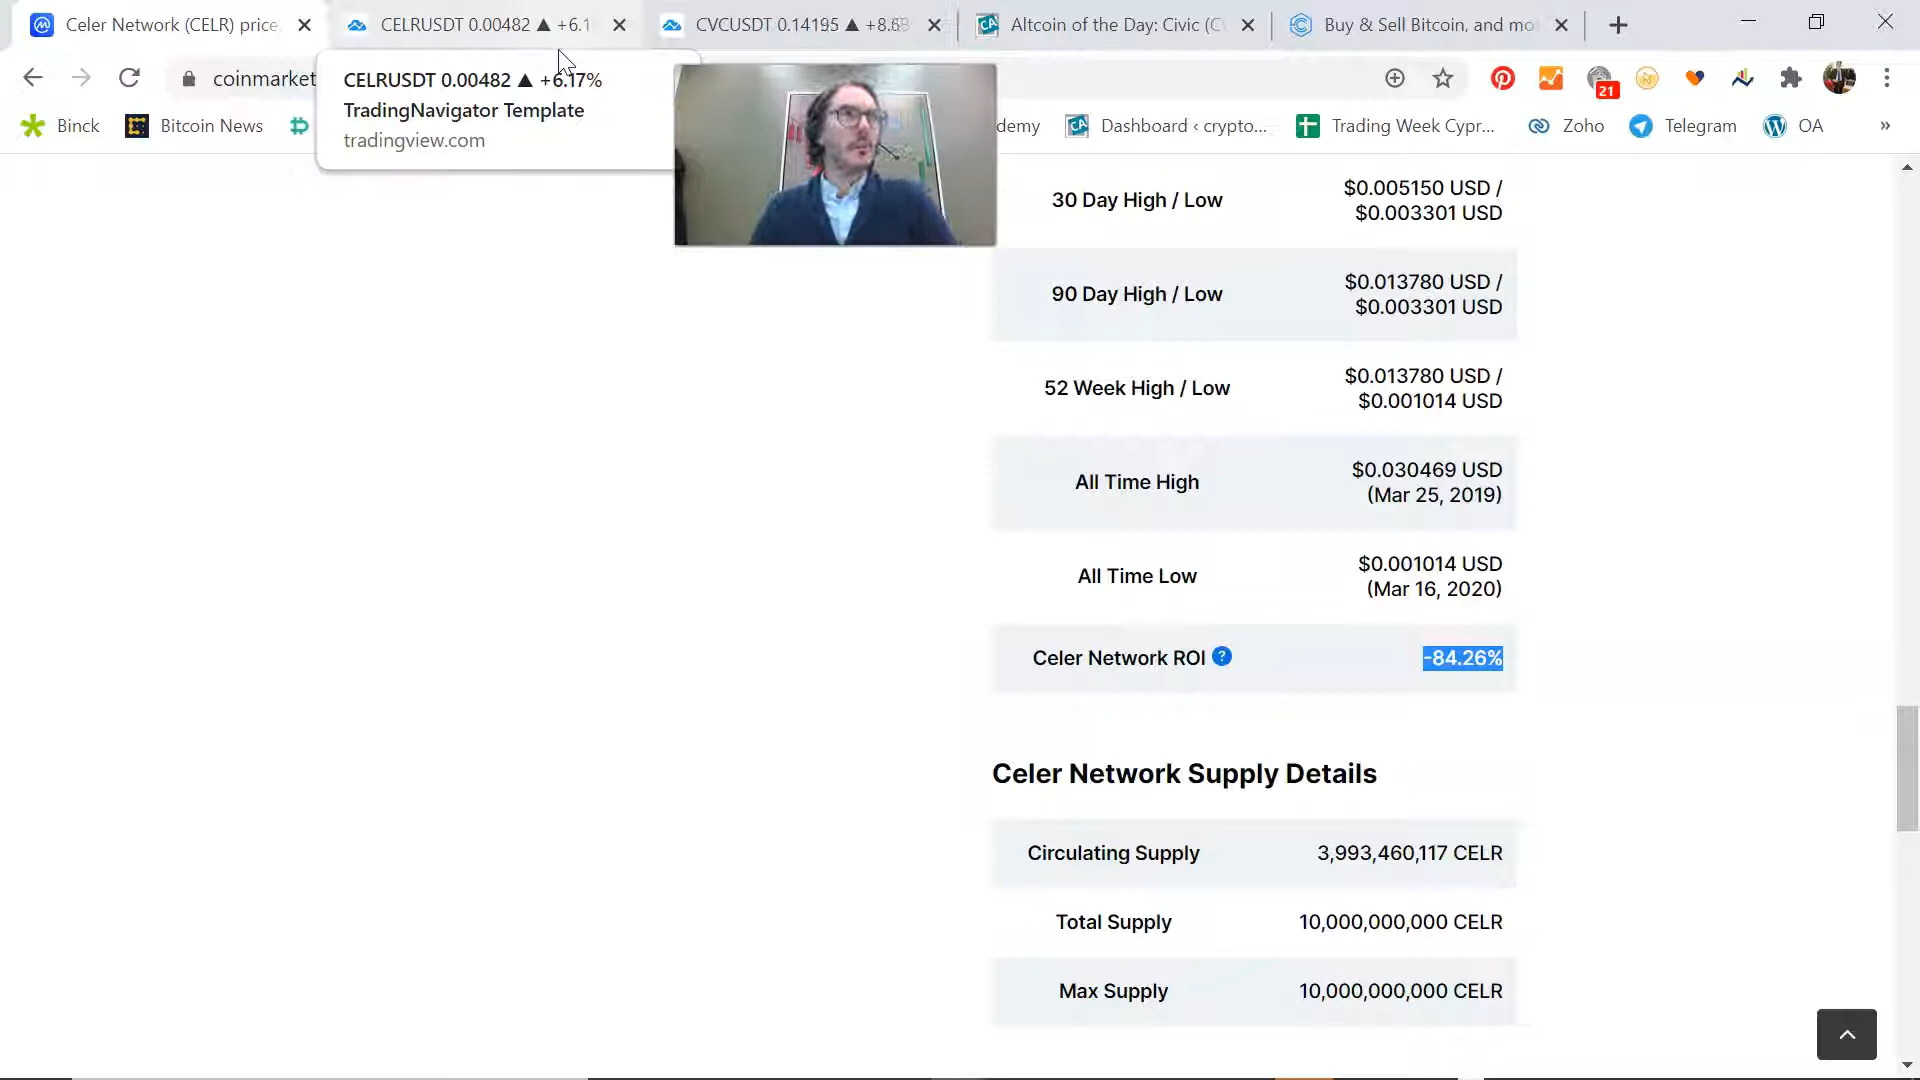 Celer Network (CELR) price,
CELRUSDT 0.00482 ▲ +6.1
CVCUSDT 0.14195 ▲ +8.6
Altcoin of the Day: Civic (C
Buy & Sell Bitcoin, and mo
coinmarket
CELRUSDT 0.00482 ▲ +6.17%
TradingNavigator Template
tradingview.com
21
Binck
Bitcoin News
demy
Dashboard ‹ crypto...
Trading Week Cypr...
Zoho
Telegram
OA
»
30 Day High / Low
$0.005150 USD /
$0.003301 USD
90 Day High / Low
$0.013780 USD /
$0.003301 USD
52 Week High / Low
$0.013780 USD /
$0.001014 USD
All Time High
$0.030469 USD
(Mar 25, 2019)
All Time Low
$0.001014 USD
(Mar 16, 2020)
Celer Network ROI ?
-84.26%
Celer Network Supply Details
Circulating Supply
3,993,460,117 CELR
Total Supply
10,000,000,000 CELR
Max Supply
10,000,000,000 CELR